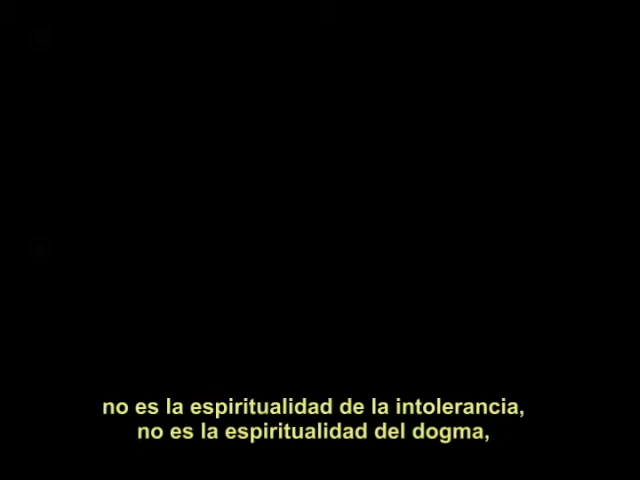 no es la espiritualidad de la intolerancia,
no es la espiritualidad del dogma,